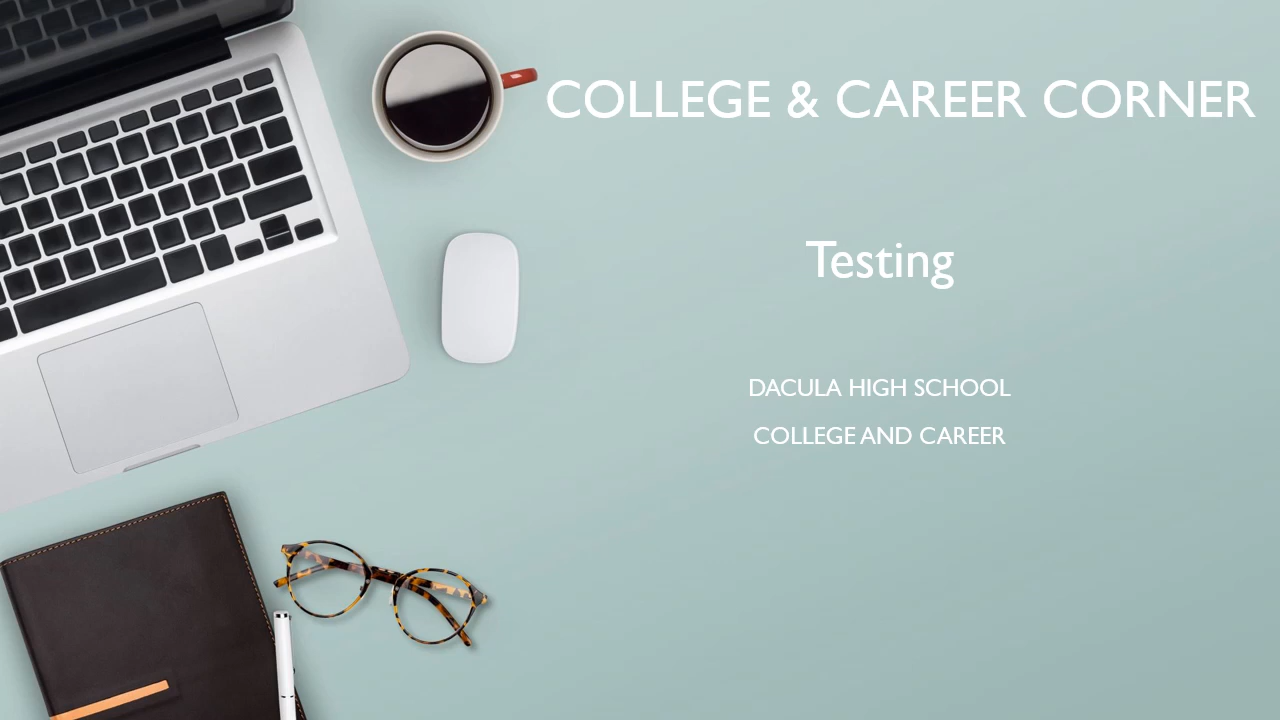 COLLEGE & CAREER CORNER
Testing
DACULA HIGH SCHOOL
COLLEGE AND CAREER